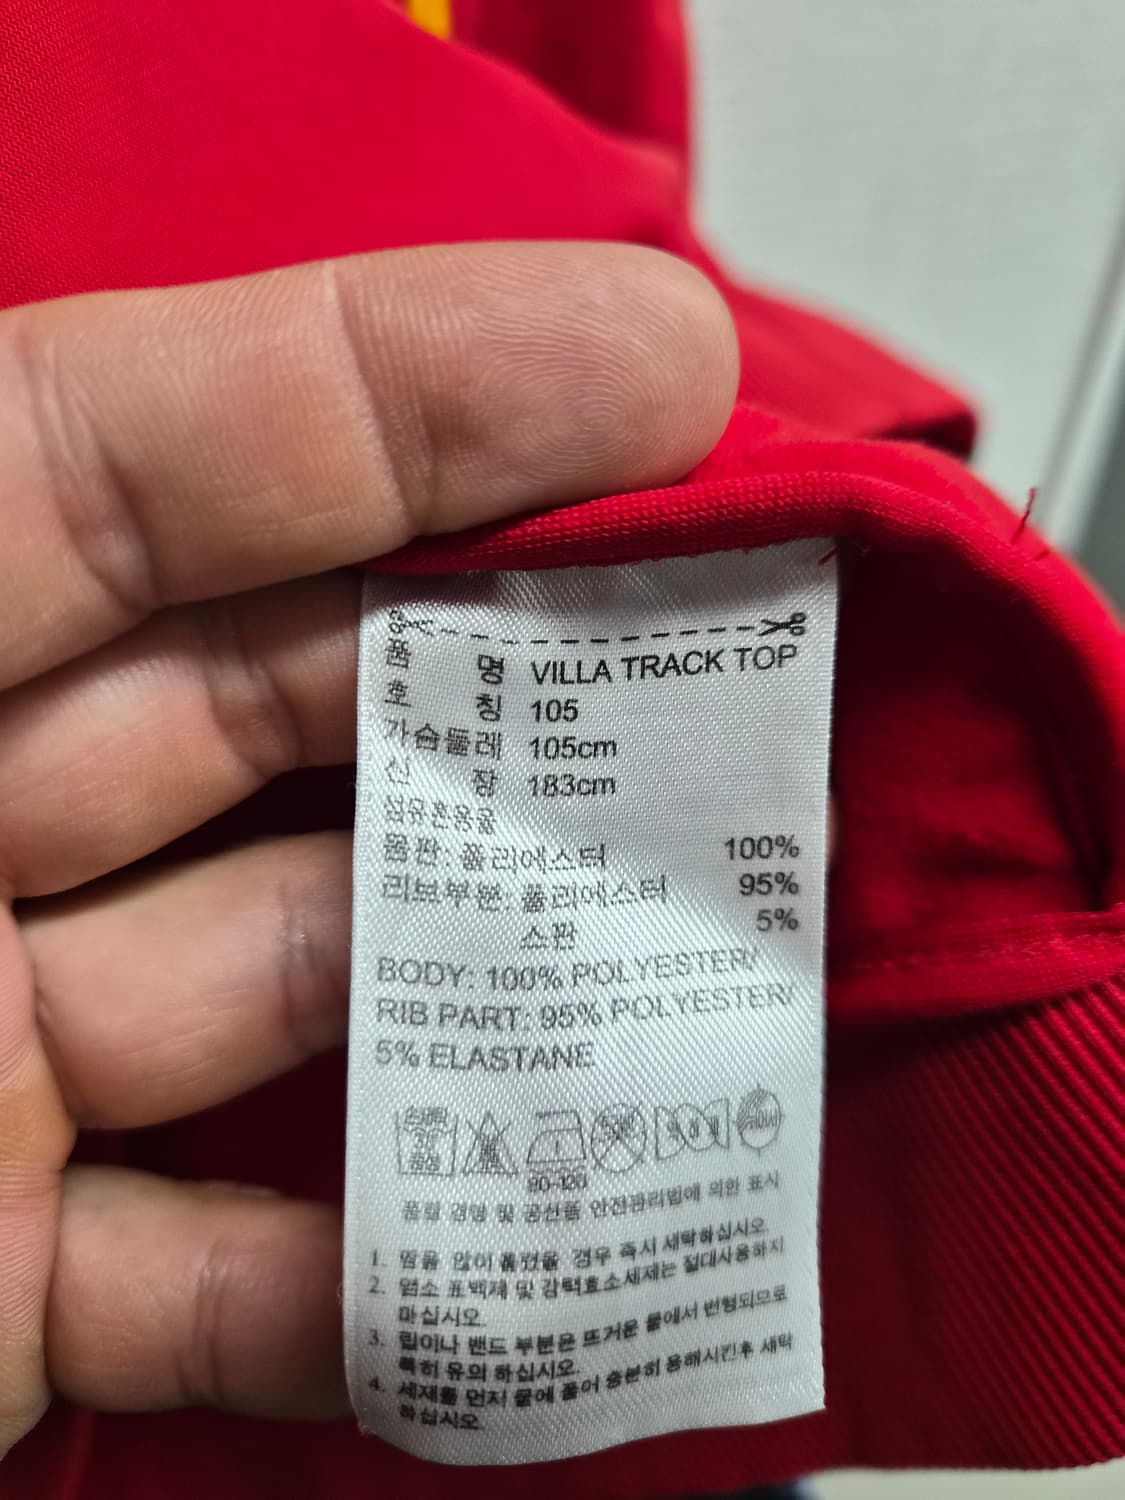 품 명 VILLA TRACK TOP
호 칭 105
가슴둘레 105cm
신 장 183cm
섬유혼용율
몸판: 폴리에스터 100%
리브부분: 폴리에스터 95%
스판 5%
BODY: 100% POLYESTER/
RIB PART: 95% POLYESTER/
5% ELASTANE
80-120
품질 경영 및 공산품 안전관리법에 의한 표시
1. 땀을 많이 흘렸을 경우 즉시 세탁하십시오.
2. 염소 표백제 및 강력효소세제는 절대사용하지
마십시오.
3. 립이나 밴드 부분은 뜨거운 물에서 변형되므로
특히 유의 하십시오.
4. 세제를 먼저 물에 풀어 충분히 용해시킨후 세탁
하십시오.